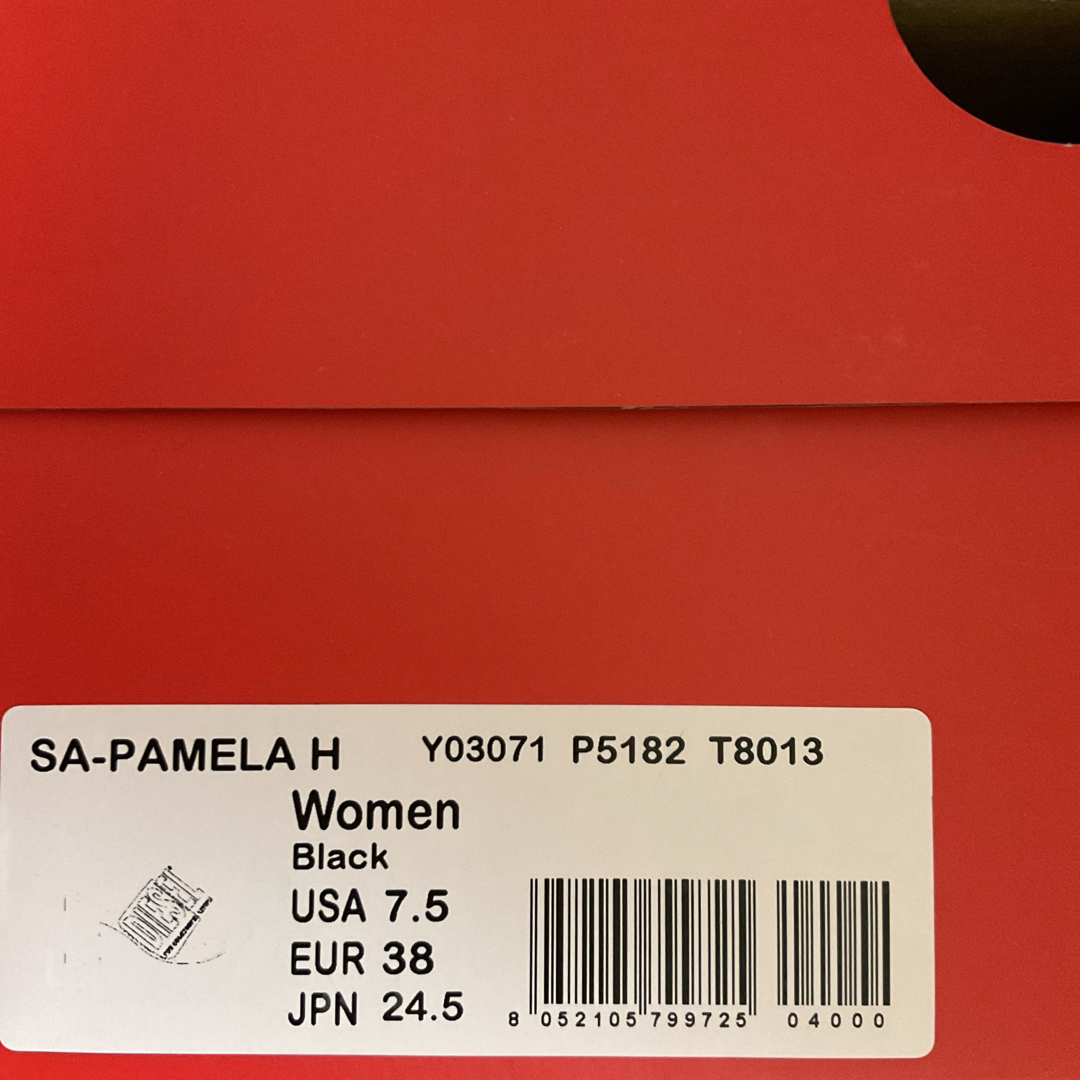 SA-PAMELA H Y03071 P5182 T8013
Women
Black
USA 7.5
EUR 38
JPN 24.5
DIESEL
8 052105 799725 04000